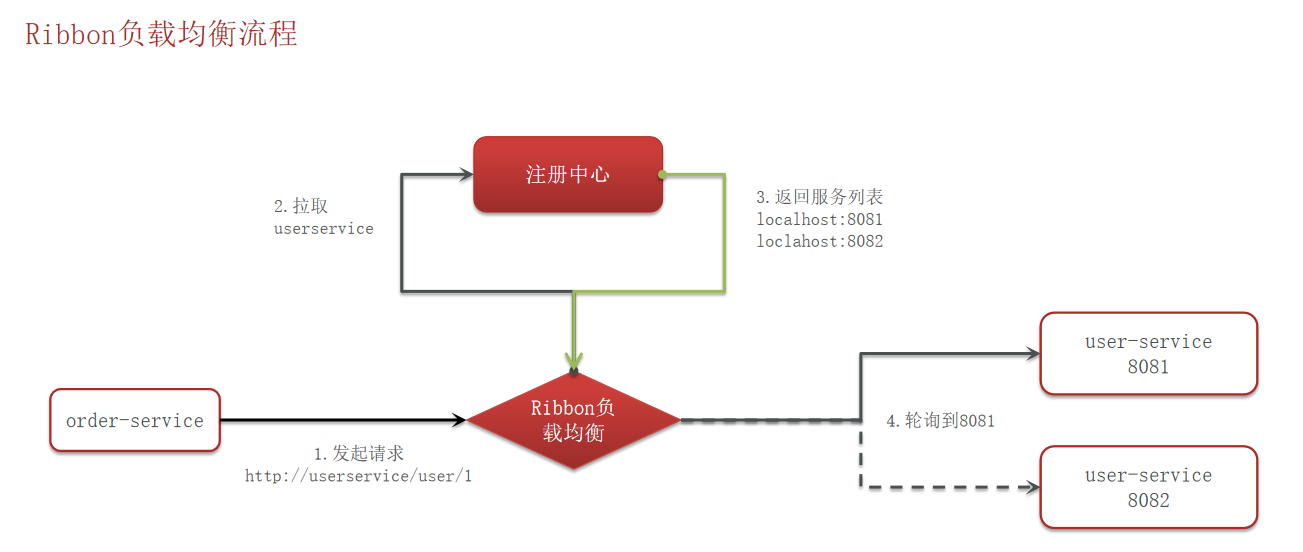 Ribbon负载均衡流程
注册中心
2.拉取
userservice
3.返回服务列表
localhost:8081
loclahost:8082
order-service
1.发起请求
http://userservice/user/1
Ribbon负
载均衡
4.轮询到8081
user-service
8081
user-service
8082